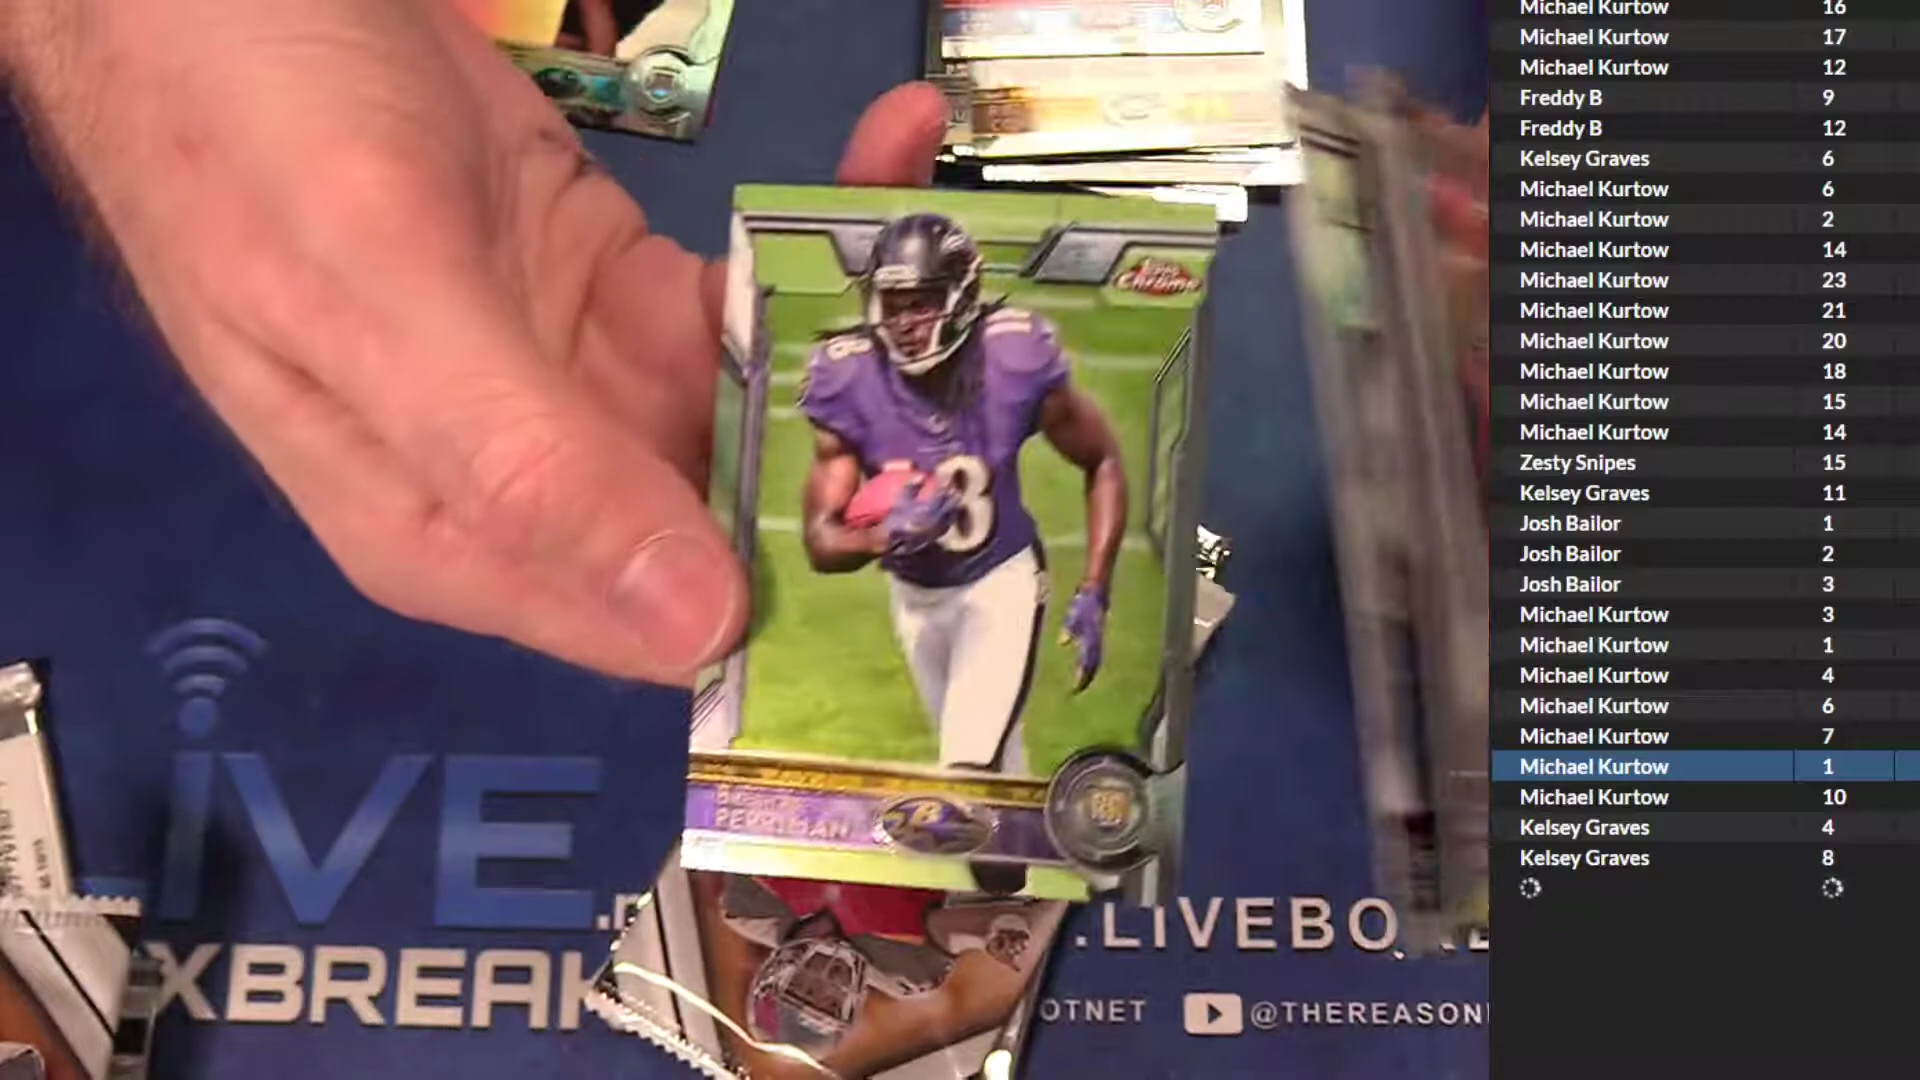 Michael Kurtow 16
Michael Kurtow 17
Michael Kurtow 12
Freddy B 9
Freddy B 12
Kelsey Graves 6
Michael Kurtow 6
Michael Kurtow 2
Michael Kurtow 14
Michael Kurtow 23
Michael Kurtow 21
Michael Kurtow 20
Michael Kurtow 18
Michael Kurtow 15
Michael Kurtow 14
Zesty Snipes 15
Kelsey Graves 11
Josh Bailor 1
Josh Bailor 2
Josh Bailor 3
Michael Kurtow 3
Michael Kurtow 1
Michael Kurtow 4
Michael Kurtow 6
Michael Kurtow 7
Michael Kurtow 1
Michael Kurtow 10
Kelsey Graves 4
Kelsey Graves 8
Chrome
18
PERRIMAN
LIVE
XBREAK
.LIVEBO
OTNET
@THEREASON